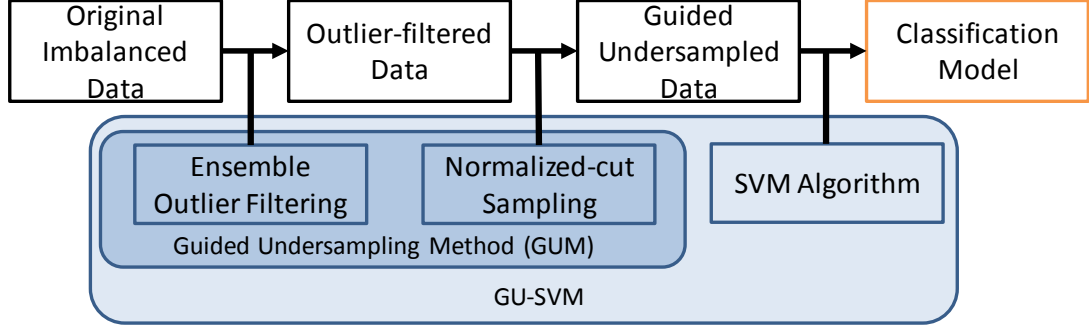 Original
Imbalanced
Data
Outlier-filtered
Data
Guided
Undersampled
Data
Classification
Model
Ensemble
Outlier Filtering
Normalized-cut
Sampling
SVM Algorithm
Guided Undersampling Method (GUM)
GU-SVM